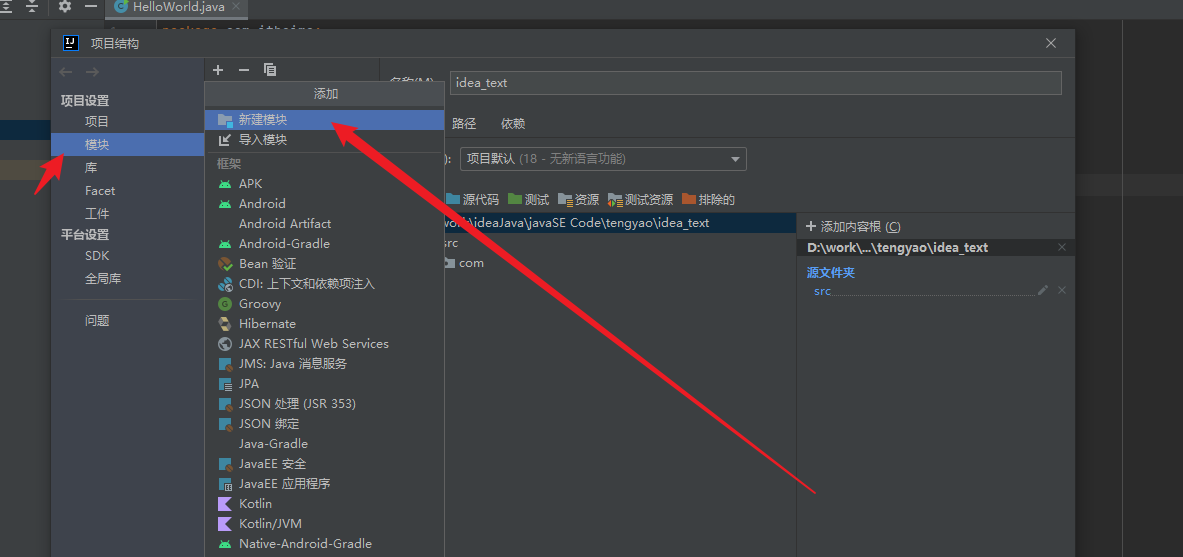 HelloWorld.java
项目结构
项目设置
项目
模块
库
Facet
工件
平台设置
SDK
全局库
问题
添加
新建模块
导入模块
框架
APK
Android
Android Artifact
Android-Gradle
Bean 验证
CDI: 上下文和依赖项注入
Groovy
Hibernate
JAX RESTful Web Services
JMS: Java 消息服务
JPA
JSON 处理 (JSR 353)
JSON 绑定
Java-Gradle
JavaEE 安全
JavaEE 应用程序
Kotlin
Kotlin/JVM
Native-Android-Gradle
idea_text
路径 依赖
项目默认 (18 - 无新语言功能)
源代码 测试 资源 测试资源 排除的
work\ideaJava\javaSE Code\tengyao\idea_text
src
com
添加内容根 (C)
D:\work\...\tengyao\idea_text
源文件夹
src